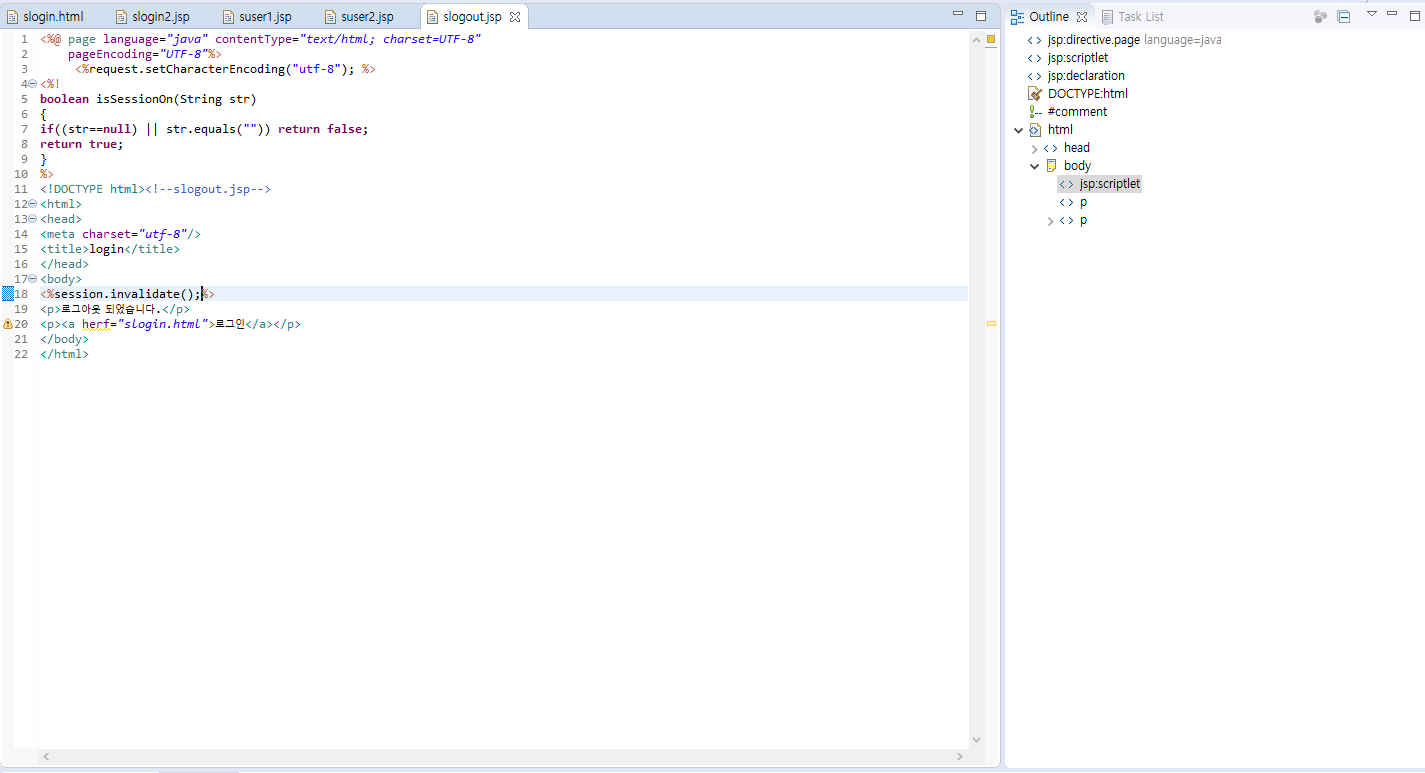 slogin.html slogin2.jsp suser1.jsp suser2.jsp slogout.jsp
1 <%@ page language="java" contentType="text/html; charset=UTF-8"
2 pageEncoding="UTF-8"%>
3 <%request.setCharacterEncoding("utf-8"); %>
4 <%!
5 boolean isSessionOn(String str)
6 {
7 if((str==null) || str.equals("")) return false;
8 return true;
9 }
10 %>
11 <!DOCTYPE html><!--slogout.jsp-->
12 <html>
13 <head>
14 <meta charset="utf-8"/>
15 <title>login</title>
16 </head>
17 <body>
18 <%session.invalidate();%>
19 <p>로그아웃 되었습니다.</p>
20 <p><a herf="slogin.html">로그인</a></p>
21 </body>
22 </html>
Outline Task List
jsp:directive.page language=java
jsp:scriptlet
jsp:declaration
DOCTYPE:html
#comment
html
head
body
jsp:scriptlet
p
p